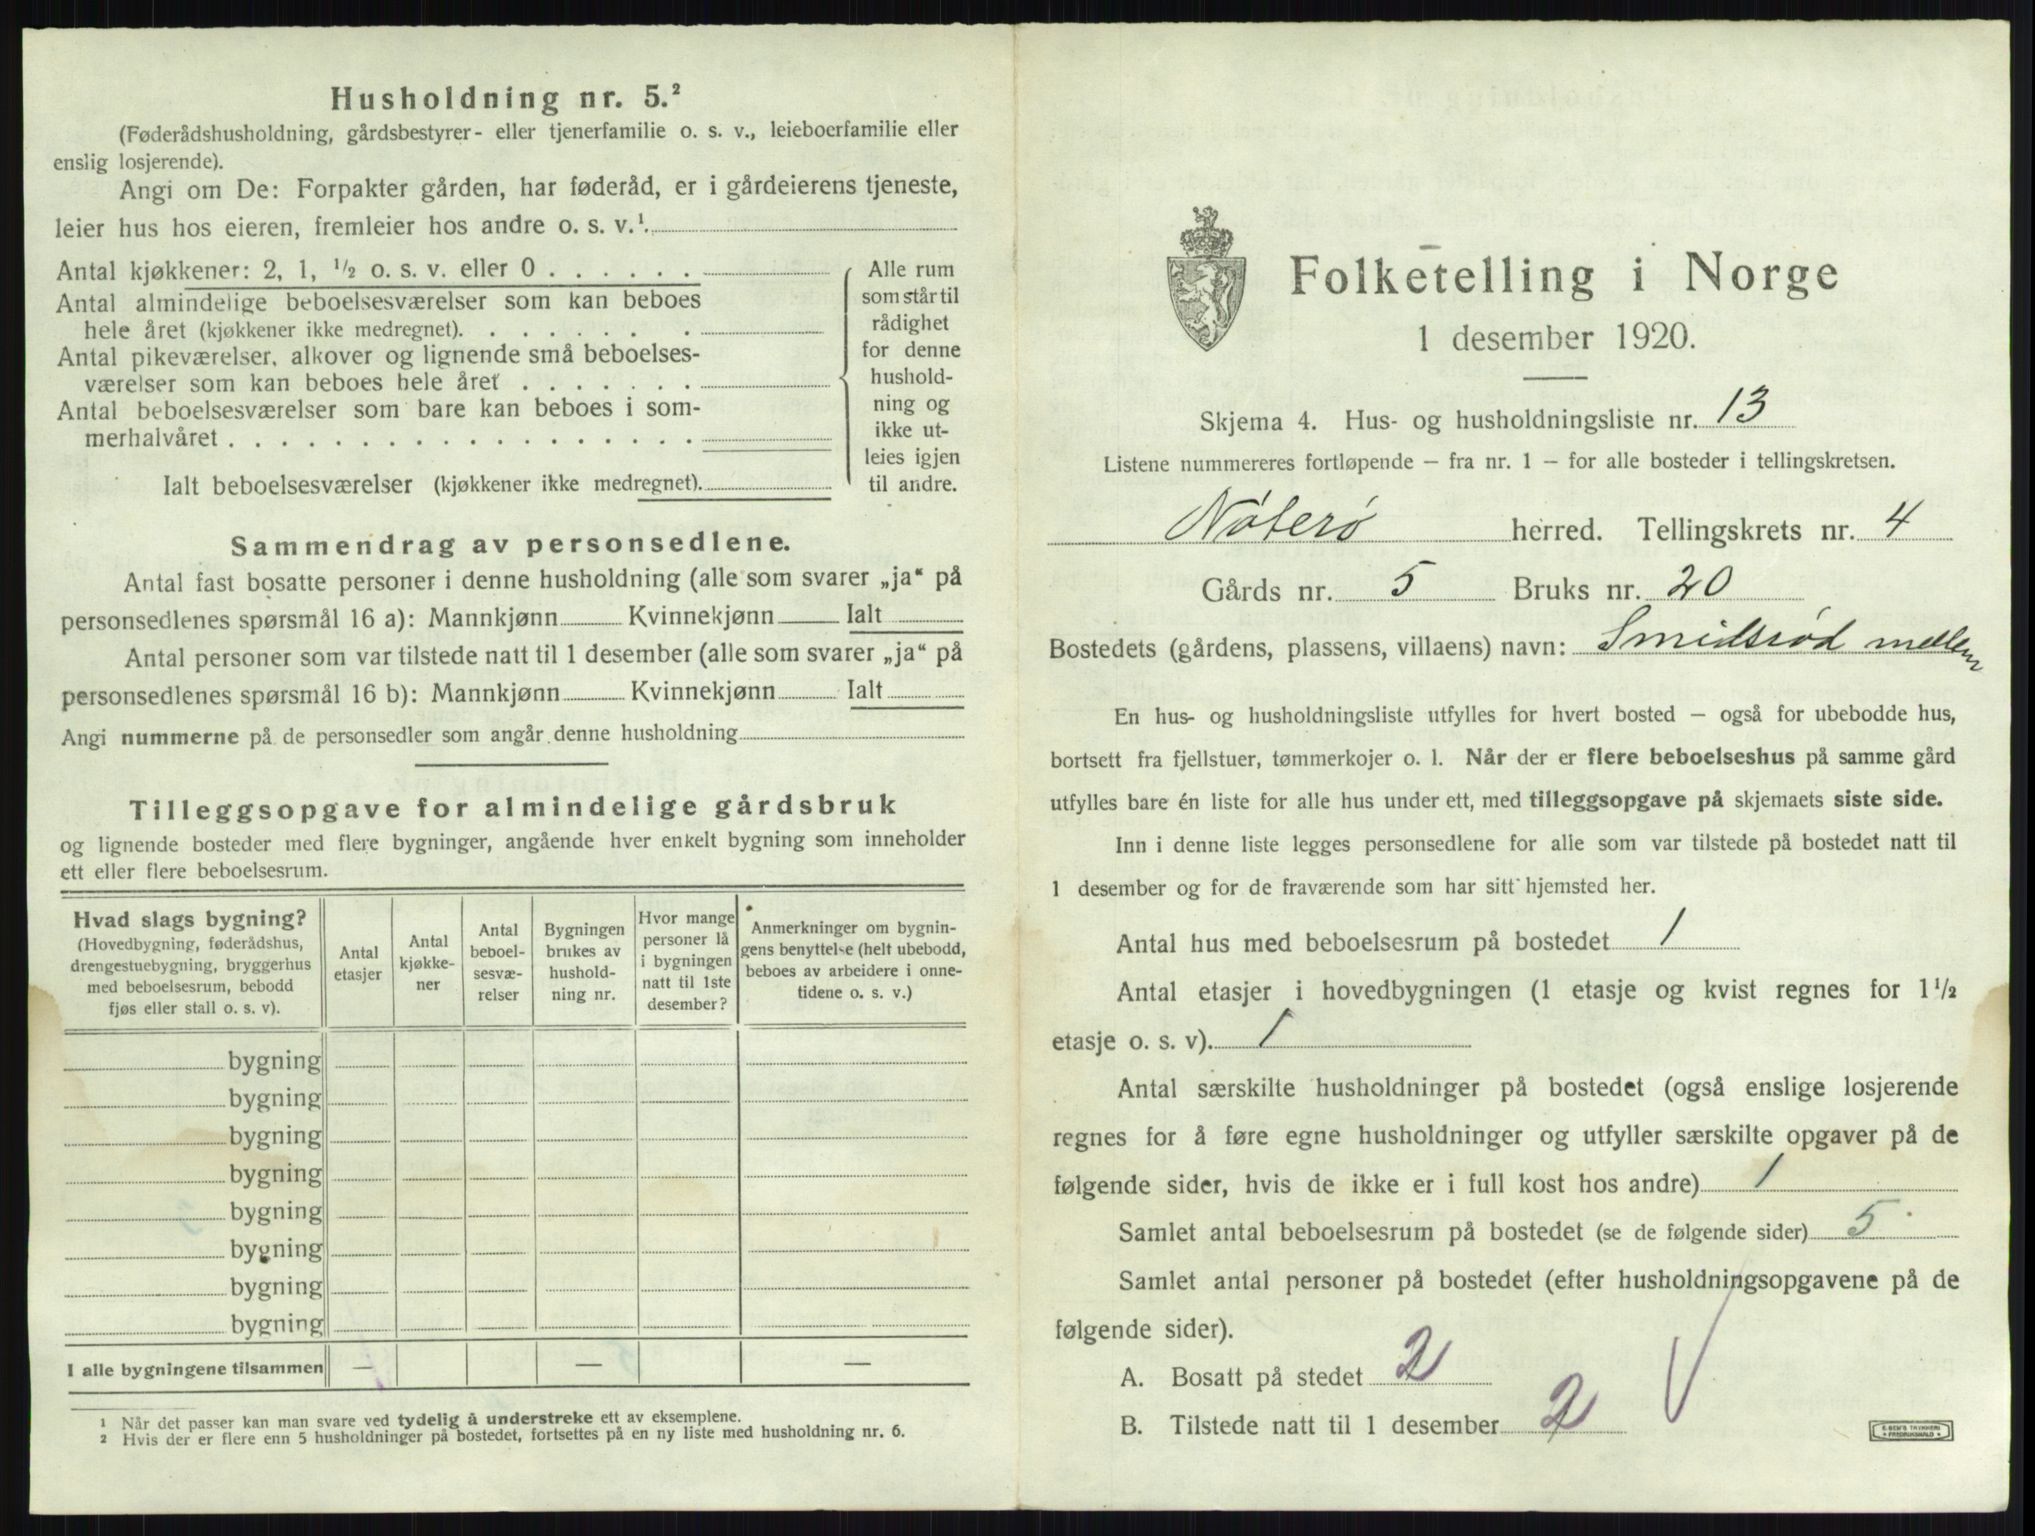 Husholdning nr. 5.²
(Føderådshusholdning, gårdsbestyrer- eller tjenerfamilie o. s. v., leieboerfamilie eller
enslig losjerende).
Angi om De: Forpakter gården, har føderåd, er i gårdeierens tjeneste,
leier hus hos eieren, fremleier hos andre o. s. v.¹
Antal kjøkkener: 2, 1, ½ o. s. v. eller 0 . . . . . .
Antal almindelige beboelsesværelser som kan beboes
hele året (kjøkkener ikke medregnet). . . . . . . .
Antal pikeværelser, alkover og lignende små beboelses-
værelser som kan beboes hele året . . . . . . .
Antal beboelsesværelser som bare kan beboes i som-
merhalvåret . . . . . . . . . . . . . . . . . .
Ialt beboelsesværelser (kjøkkener ikke medregnet).
Alle rum
som står til
rådighet
for denne
hushold-
ning og
ikke ut-
leies igjen
til andre.
Sammendrag av personsedlene.
Antal fast bosatte personer i denne husholdning (alle som svarer „ja“ på
personsedlenes spørsmål 16 a): Mannkjønn Kvinnekjønn Ialt
Antal personer som var tilstede natt til 1 desember (alle som svarer „ja“ på
personsedlenes spørsmål 16 b): Mannkjønn Kvinnekjønn Ialt
Angi nummerne på de personsedler som angår denne husholdning
Tilleggsopgave for almindelige gårdsbruk
og lignende bosteder med flere bygninger, angående hver enkelt bygning som inneholder
ett eller flere beboelsesrum.
Hvad slags bygning?
(Hovedbygning, føderådshus,
drengestuebygning, bryggerhus
med beboelsesrum, bebodd
fjøs eller stall o. s. v).
Antal
etasjer
Antal
kjøkke-
ner
Antal
beboel-
sesvæ-
relser
Bygningen
brukes av
hushold-
ning nr.
Hvor mange
personer lå
i bygningen
natt til 1ste
desember?
Anmerkninger om bygnin-
gens benyttelse (helt ubebodd,
beboes av arbeidere i onne-
tidene o. s. v.)
bygning
bygning
bygning
bygning
bygning
bygning
bygning
bygning
I alle bygningene tilsammen — — —
¹ Når det passer kan man svare ved tydelig å understreke ett av eksemplene.
² Hvis der er flere enn 5 husholdninger på bostedet, fortsettes på en ny liste med husholdning nr. 6.
Folketelling i Norge
1 desember 1920.
Skjema 4. Hus- og husholdningsliste nr. 13
Listene nummereres fortløpende — fra nr. 1 — for alle bosteder i tellingskretsen.
Nøterø herred. Tellingskrets nr. 4
Gårds nr. 5 Bruks nr. 20
Bostedets (gårdens, plassens, villaens) navn: Smidsrød mellem
En hus- og husholdningsliste utfylles for hvert bosted — også for ubebodde hus,
bortsett fra fjellstuer, tømmerkojer o. l. Når der er flere beboelseshus på samme gård
utfylles bare én liste for alle hus under ett, med tilleggsopgave på skjemaets siste side.
Inn i denne liste legges personsedlene for alle som var tilstede på bostedet natt til
1 desember og for de fraværende som har sitt hjemsted her.
Antal hus med beboelsesrum på bostedet 1
Antal etasjer i hovedbygningen (1 etasje og kvist regnes for 1½
etasje o. s. v). 1
Antal særskilte husholdninger på bostedet (også enslige losjerende
regnes for å føre egne husholdninger og utfyller særskilte opgaver på de
følgende sider, hvis de ikke er i full kost hos andre) 1
Samlet antal beboelsesrum på bostedet (se de følgende sider) 5
Samlet antal personer på bostedet (efter husholdningsopgavene på de
følgende sider).
A. Bosatt på stedet 2
B. Tilstede natt til 1 desember 2